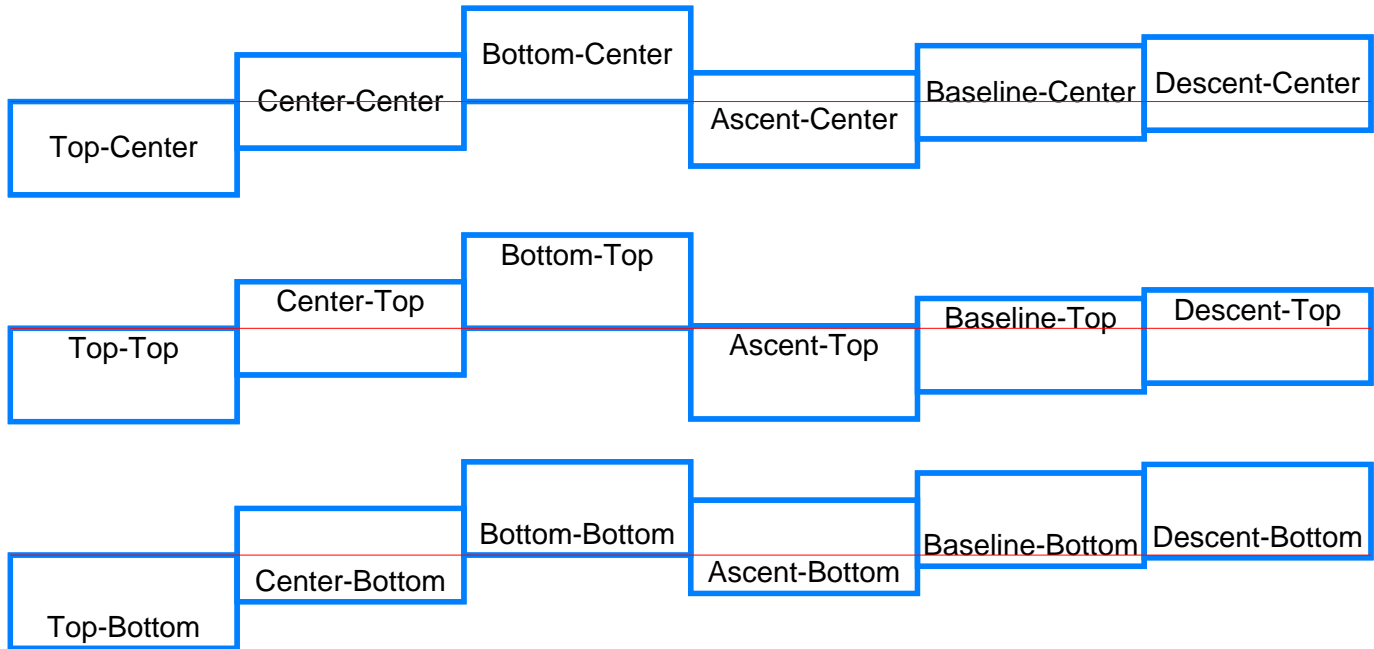 Top-Center Center-Center Bottom-Center Ascent-Center Baseline-Center Descent-Center
Top-Top Center-Top Bottom-Top Ascent-Top Baseline-Top Descent-Top
Top-Bottom Center-Bottom Bottom-Bottom Ascent-Bottom Baseline-Bottom Descent-Bottom